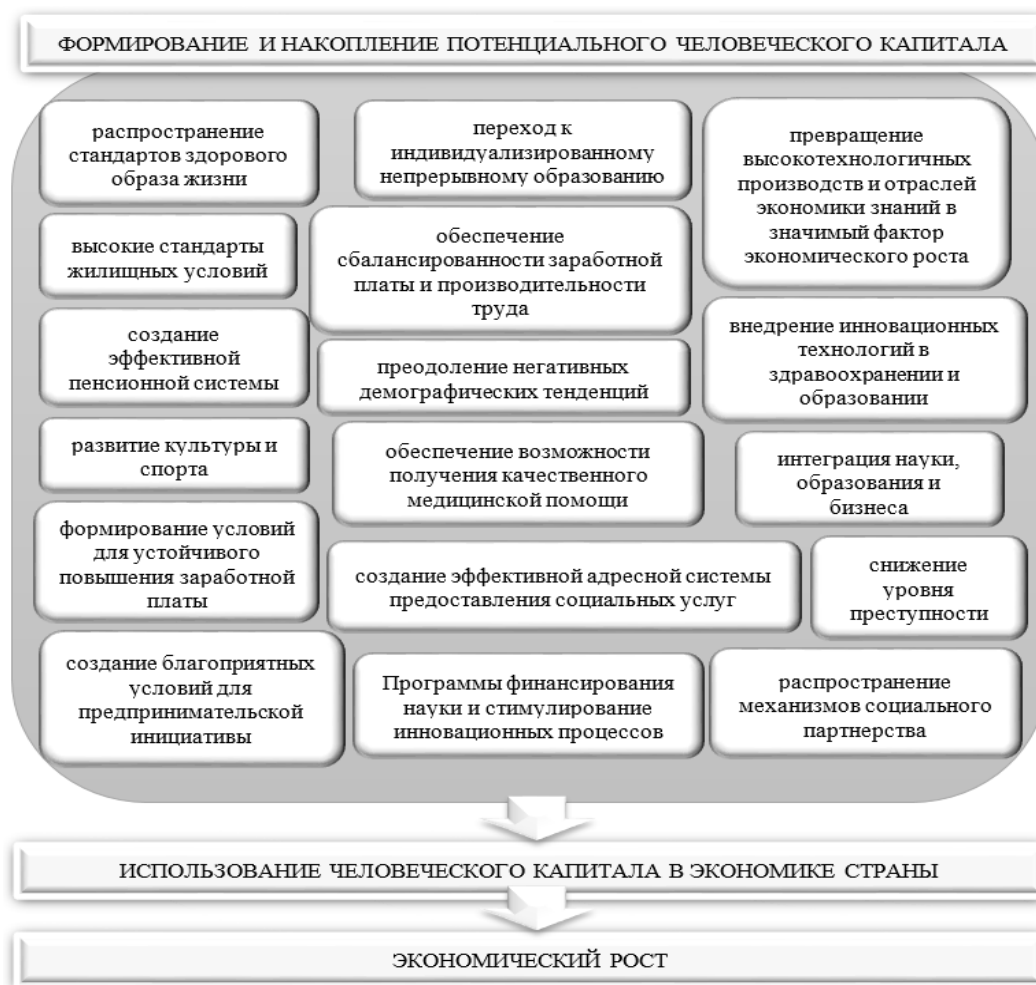 ФОРМИРОВАНИЕ И НАКОПЛЕНИЕ ПОТЕНЦИАЛЬНОГО ЧЕЛОВЕЧЕСКОГО КАПИТАЛА
распространение
стандартов здорового
образа жизни
высокие стандарты
жилищных условий
создание
эффективной
пенсионной системы
развитие культуры и
спорта
формирование условий
для устойчивого
повышения заработной
платы
создание благоприятных
условий для
предпринимательской
инициативы
переход к
индивидуализированному
непрерывному образованию
обеспечение
сбалансированности заработной
платы и производительности
труда
преодоление негативных
демографических тенденций
обеспечение возможности
получения качественного
медицинской помощи
создание эффективной адресной системы
предоставления социальных услуг
Программы финансирования
науки и стимулирование
инновационных процессов
превращение
высокотехнологичных
производств и отраслей
экономики знаний в
значимый фактор
экономического роста
внедрение инновационных
технологий в
здравоохранении и
образовании
интеграция науки,
образования и
бизнеса
снижение
уровня
преступности
распространение
механизмов социального
партнерства
ИСПОЛЬЗОВАНИЕ ЧЕЛОВЕЧЕСКОГО КАПИТАЛА В ЭКОНОМИКЕ СТРАНЫ
ЭКОНОМИЧЕСКИЙ РОСТ